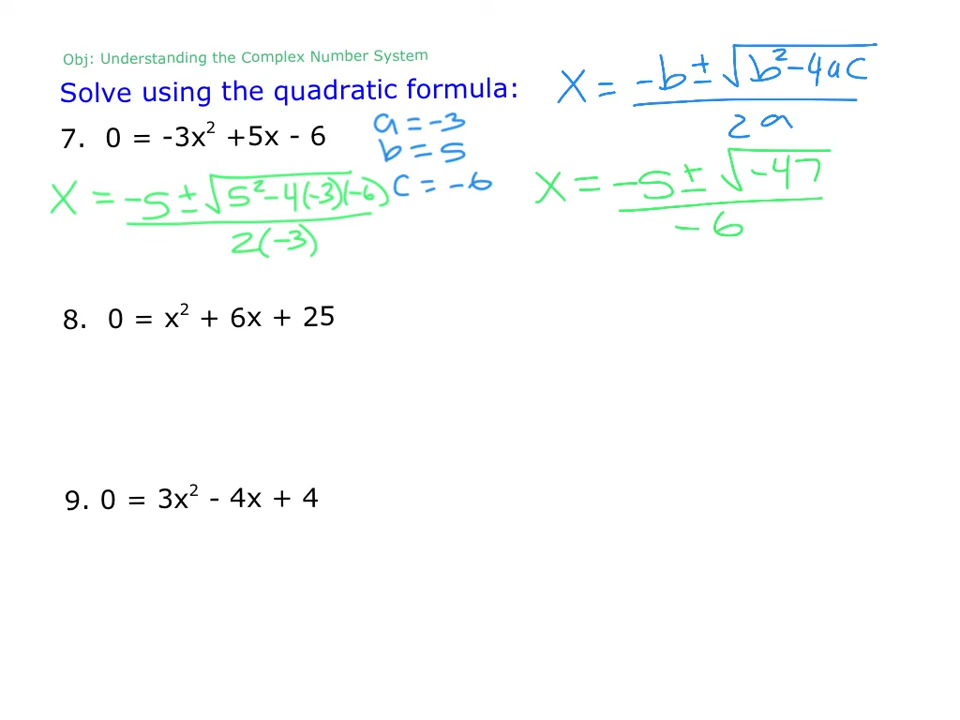 Obj: Understanding the Complex Number System
Solve using the quadratic formula:
X = -b ± √b² - 4ac / 2a
7. 0 = -3x² +5x - 6
a = -3
b = 5
c = -6
X = -5 ± √5² - 4(-3)(-6) / 2(-3)
X = -5 ± √-47 / -6
8. 0 = x² + 6x + 25
9. 0 = 3x² - 4x + 4